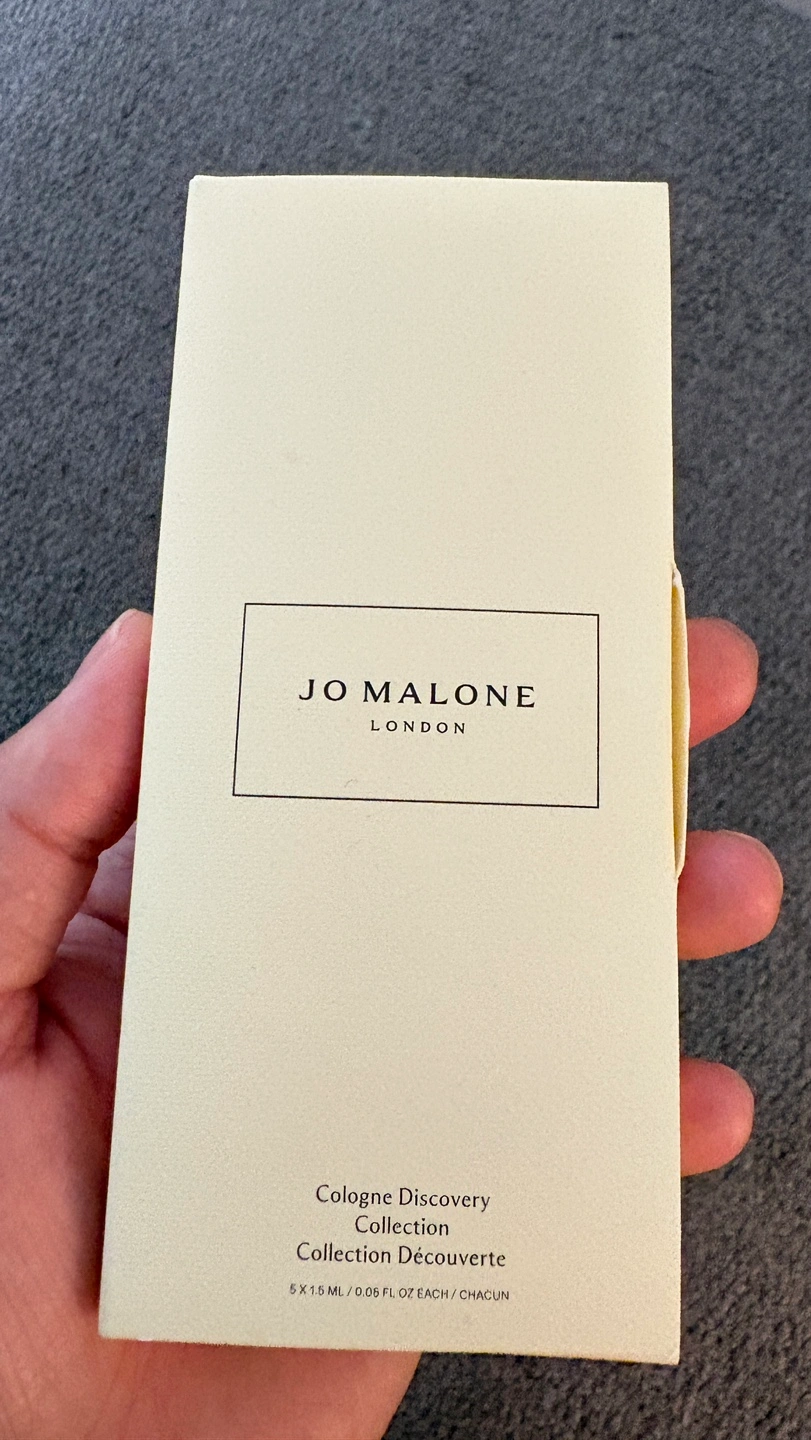 JO MALONE
LONDON
Cologne Discovery
Collection
Collection Découverte
5 X 1.5 ML / 0.05 FL OZ EACH / CHACUN